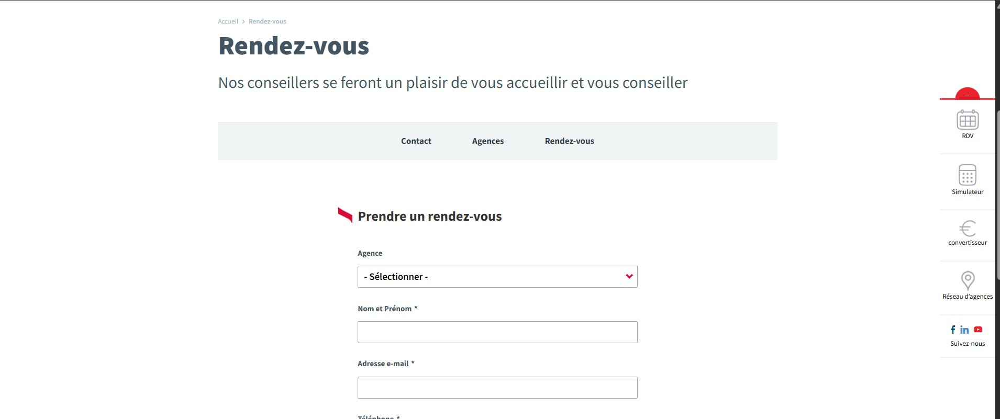 Accueil > Rendez-vous
Rendez-vous
Nos conseillers se feront un plaisir de vous accueillir et vous conseiller
Contact Agences Rendez-vous
Prendre un rendez-vous
Agence
- Sélectionner -
Nom et Prénom *
Adresse e-mail *
Téléphone *
RDV
Simulateur
convertisseur
Réseau d'agences
Suivez-nous